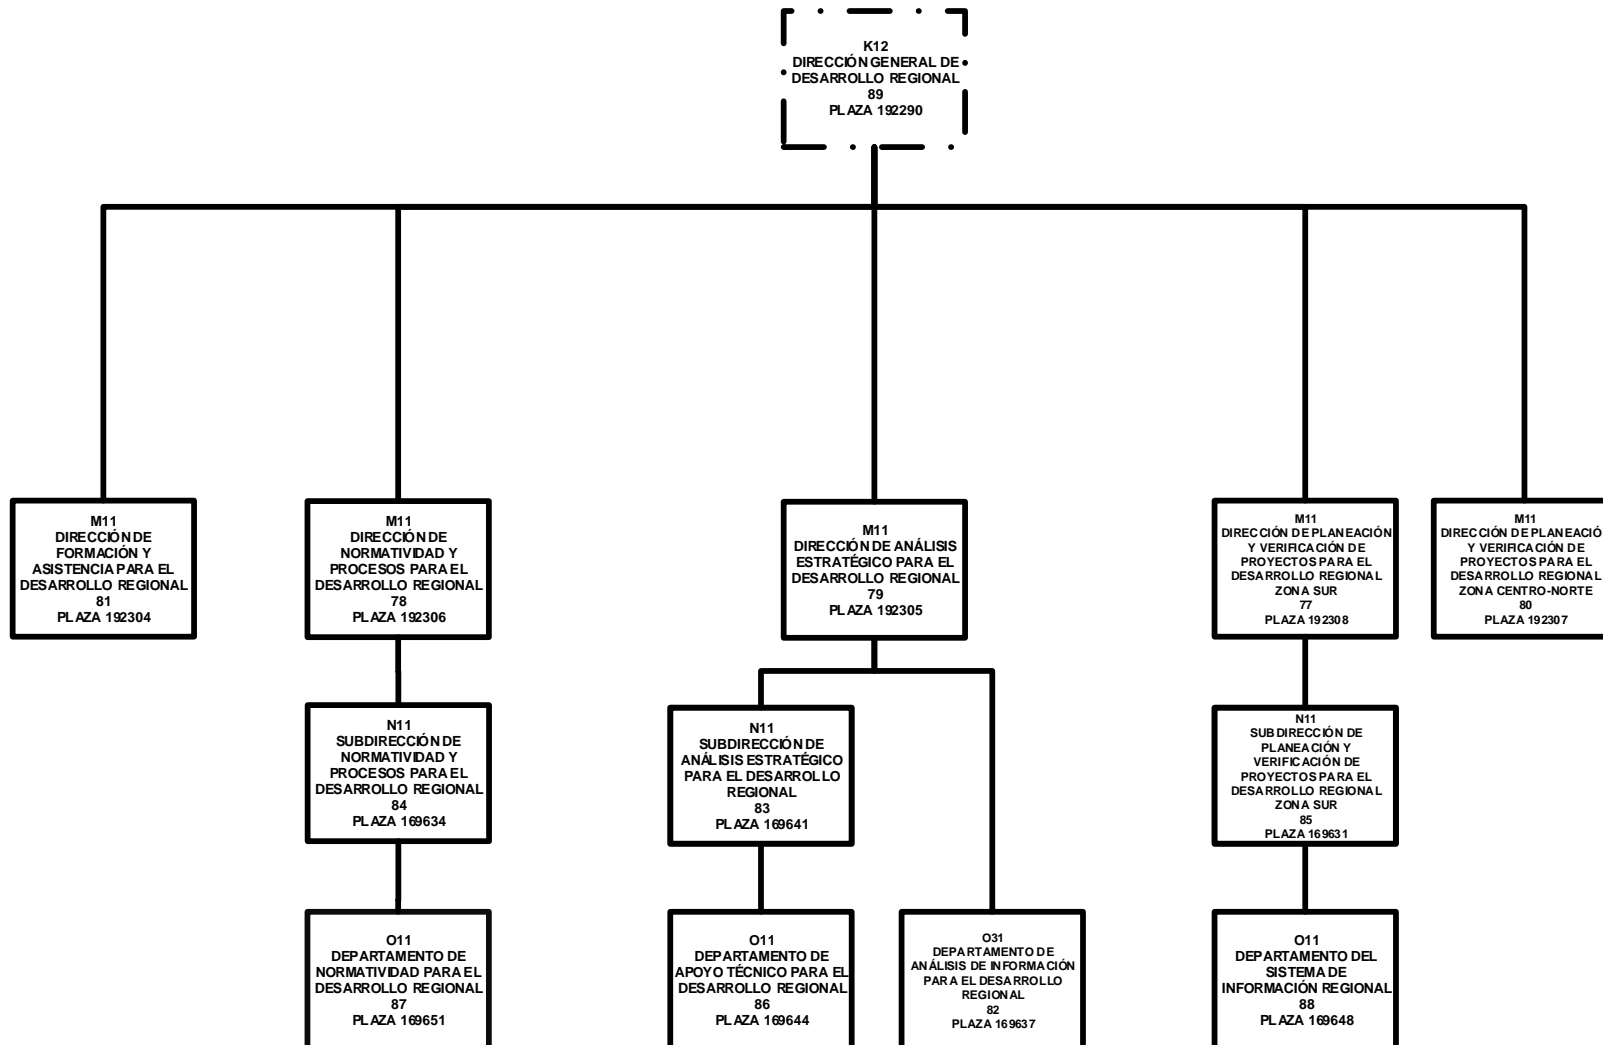 K12
DIRECCIÓN GENERAL DE
DESARROLLO REGIONAL
89
PLAZA 192290
M11
DIRECCIÓN DE
FORMACIÓN Y
ASISTENCIA PARA EL
DESARROLLO REGIONAL
81
PLAZA 192304
M11
DIRECCIÓN DE
NORMATIVIDAD Y
PROCESOS PARA EL
DESARROLLO REGIONAL
78
PLAZA 192306
M11
DIRECCIÓN DE ANÁLISIS
ESTRATÉGICO PARA EL
DESARROLLO REGIONAL
79
PLAZA 192305
M11
DIRECCIÓN DE PLANEACIÓN
Y VERIFICACIÓN DE
PROYECTOS PARA EL
DESARROLLO REGIONAL
ZONA SUR
77
PLAZA 192308
M11
DIRECCIÓN DE PLANEACIÓ
Y VERIFICACIÓN DE
PROYECTOS PARA EL
DESARROLLO REGIONAL
ZONA CENTRO-NORTE
80
PLAZA 192307
N11
SUBDIRECCIÓN DE
NORMATIVIDAD Y
PROCESOS PARA EL
DESARROLLO REGIONAL
84
PLAZA 169634
N11
SUBDIRECCIÓN DE
ANÁLISIS ESTRATÉGICO
PARA EL DESARROLLO
REGIONAL
83
PLAZA 169641
N11
SUBDIRECCIÓN DE
PLANEACIÓN Y
VERIFICACIÓN DE
PROYECTOS PARA EL
DESARROLLO REGIONAL
ZONA SUR
85
PLAZA 169631
O11
DEPARTAMENTO DE
NORMATIVIDAD PARA EL
DESARROLLO REGIONAL
87
PLAZA 169651
O11
DEPARTAMENTO DE
APOYO TÉCNICO PARA EL
DESARROLLO REGIONAL
86
PLAZA 169644
O31
DEPARTAMENTO DE
ANÁLISIS DE INFORMACIÓN
PARA EL DESARROLLO
REGIONAL
82
PLAZA 169637
O11
DEPARTAMENTO DEL
SISTEMA DE
INFORMACIÓN REGIONAL
88
PLAZA 169648